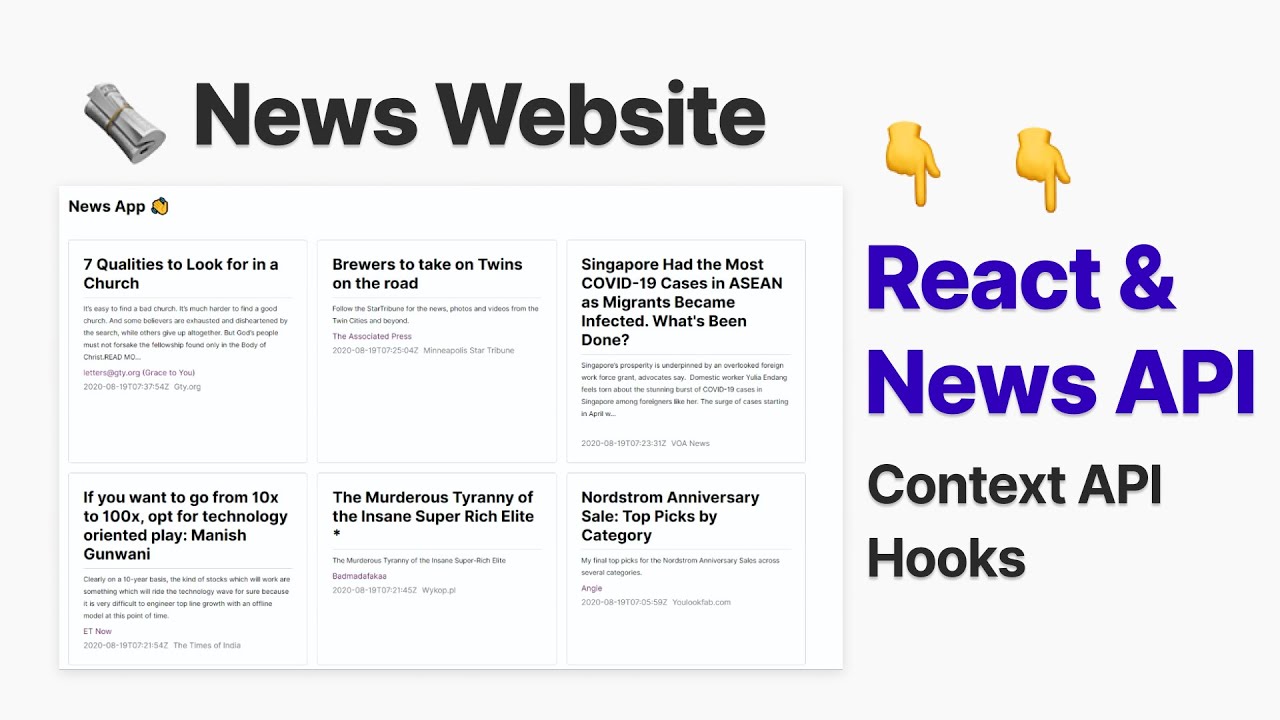 News Website
News App
7 Qualities to Look for in a
Church
It's easy to find a bad church. It's much harder to find a good
church. And some believers are exhausted and disheartened by
the search, while others give up altogether. But God's people
must not forsake the fellowship found only in the Body of
Christ.READ MO...
letters@gty.org (Grace to You)
2020-08-19T07:37:54Z Gty.org
Brewers to take on Twins
on the road
Follow the StarTribune for the news, photos and videos from the
Twin Cities and beyond.
The Associated Press
2020-08-19T07:25:04Z Minneapolis Star Tribune
Singapore Had the Most
COVID-19 Cases in ASEAN
as Migrants Became
Infected. What's Been
Done?
Singapore's prosperity is underpinned by an overlooked foreign
work force grant, advocates say. Domestic worker Yulia Endang
feels torn about the stunning burst of COVID-19 cases in
Singapore among foreigners like her. The surge of cases starting
in April w...
2020-08-19T07:23:31Z VOA News
If you want to go from 10x
to 100x, opt for technology
oriented play: Manish
Gunwani
Clearly on a 10-year basis, the kind of stocks which will work are
something which will ride the technology wave for sure because
it is very difficult to engineer top line growth with an offline
model at this point of time.
ET Now
2020-08-19T07:21:54Z The Times of India
The Murderous Tyranny of
the Insane Super Rich Elite
*
The Murderous Tyranny of the Insane Super-Rich Elite
Badmadafakaa
2020-08-19T07:21:45Z Wykop.pl
Nordstrom Anniversary
Sale: Top Picks by
Category
My final top picks for the Nordstrom Anniversary Sales across
several categories.
Angie
2020-08-19T07:05:59Z Youlookfab.com
React &
News API
Context API
Hooks